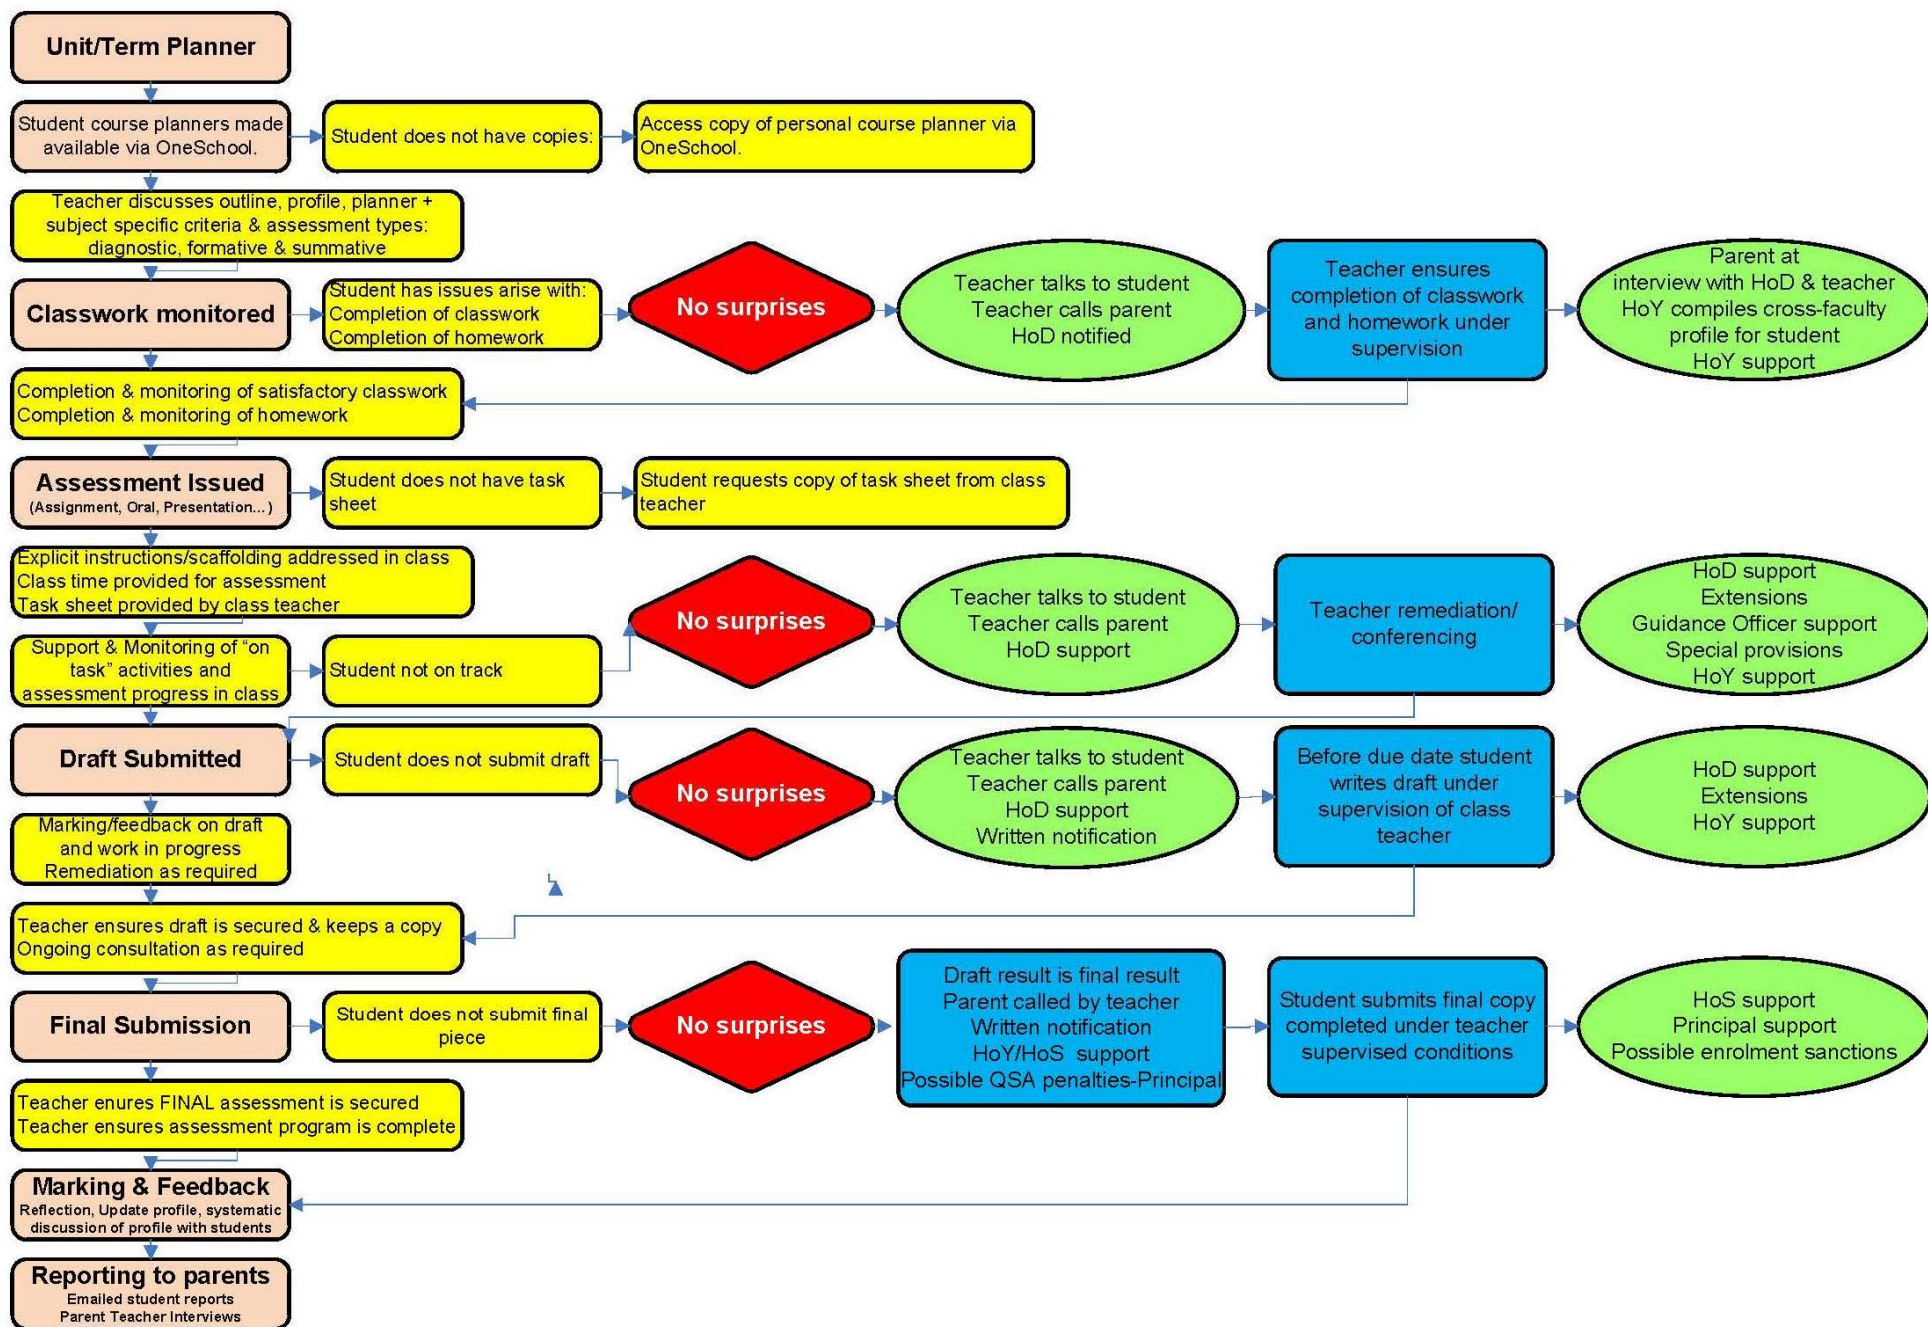 Unit/Term Planner
Student course planners made
available via OneSchool.
Student does not have copies:
Access copy of personal course planner via
OneSchool.
Teacher discusses outline, profile, planner +
subject specific criteria & assessment types:
diagnostic, formative & summative
Classwork monitored
Student has issues arise with:
Completion of classwork
Completion of homework
No surprises
Teacher talks to student
Teacher calls parent
HoD notified
Teacher ensures
completion of classwork
and homework under
supervision
Parent at
interview with HoD & teacher
HoY compiles cross-faculty
profile for student
HoY support
Completion & monitoring of satisfactory classwork
Completion & monitoring of homework
Assessment Issued
(Assignment, Oral, Presentation... )
Student does not have task
sheet
Student requests copy of task sheet from class
teacher
Explicit instructions/scaffolding addressed in class
Class time provided for assessment
Task sheet provided by class teacher
Support & Monitoring of “on
task” activities and
assessment progress in class
Student not on track
No surprises
Teacher talks to student
Teacher calls parent
HoD support
Teacher remediation/
conferencing
HoD support
Extensions
Guidance Officer support
Special provisions
HoY support
Draft Submitted
Student does not submit draft
No surprises
Teacher talks to student
Teacher calls parent
HoD support
Written notification
Before due date student
writes draft under
supervision of class
teacher
HoD support
Extensions
HoY support
Marking/feedback on draft
and work in progress
Remediation as required
Teacher ensures draft is secured & keeps a copy
Ongoing consultation as required
Final Submission
Student does not submit final
piece
No surprises
Draft result is final result
Parent called by teacher
Written notification
HoY/HoS support
Possible QSA penalties-Principal
Student submits final copy
completed under teacher
supervised conditions
HoS support
Principal support
Possible enrolment sanctions
Teacher enures FINAL assessment is secured
Teacher ensures assessment program is complete
Marking & Feedback
Reflection, Update profile, systematic
discussion of profile with students
Reporting to parents
Emailed student reports
Parent Teacher Interviews